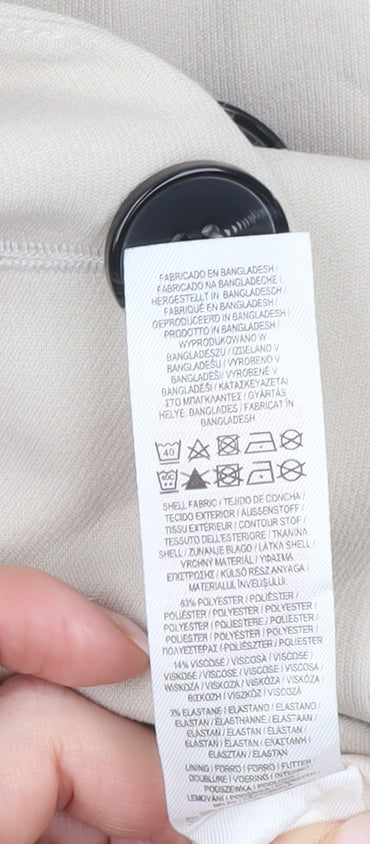 FABRICADO EN BANGLADESH /
FABRICADO NA BANGLADECHE /
HERGESTELLT IN BANGLADESCH /
FABRIQUÉ EN BANGLADESH /
GEPRODUCEERD IN BANGLADESH /
PRODOTTO IN BANGLADESH /
WYPRODUKOWANO W
BANGLADESZU / IZDELANO V
BANGLADEŠU / VYROBENO V
BANGLADÉŠI / VYROBENÉ V
BANGLADÉŠI / ΚΑΤΑΣΚΕΥΑΖΕΤΑΙ
ΣΤΟ ΜΠΑΓΚΛΑΝΤΕΣ / GYÁRTÁS
HELYE: BANGLADES / FABRICAT ÎN
BANGLADESH
40
SHELL FABRIC / TEJIDO DE CONCHA /
TECIDO EXTERIOR / AUSSENSTOFF /
TISSU EXTÉRIEUR / CONTOUR STOF /
TESSUTO DELL'ESTERIORE / TKANINA
SHELL / ZUNANJE BLAGO / LÁTKA SHELL /
VRCHNÝ MATERIÁL / ΥΦΑΣΜΑ
ΕΠΙΣΤΡΩΣΗΣ / KÜLSŐ RÉSZ ANYAGA /
MATERIALUL ÎNVELIȘULUI:
83% POLYESTER / POLIÉSTER /
POLIÉSTER / POLYESTER / POLYESTER /
POLYESTER / POLIESTERE /
POLIESTER / POLIESTER / POLYESTER /
ΠΟΛΥΕΣΤΕΡΑΣ / POLIÉSZTER / POLIESTER
14% VISCOSE / VISCOSA / VISCOSE /
VISKOSE / VISCOSE / VISCOSE / VISCOSA /
WISKOZA / VISKOZA / VISKÓZA / VISKÓZA /
ΒΙΣΚΟΖΗ / VISZKÓZ / VISCOZĂ
3% ELASTANE / ELASTANO / ELASTANO /
ELASTAN / ÉLASTHANNE / ELASTAAN /
ELASTAN / ELASTAN / ELASTAN /
ELASTAN / ELASTAN / ΕΛΑΣΤΑΝΗ /
ELASZTÁN / ELASTAN
LINING / FORRO / FORRO / FUTTER /
DOUBLURE / VOERING /
PODSZEWKA / PODLOGA /
LEMOVÁNÍ /